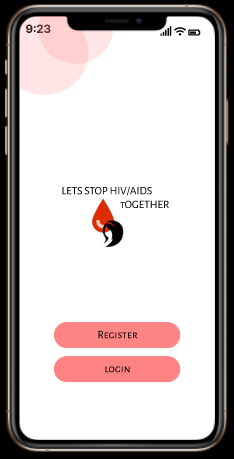 9:23
LETS STOP HIV/AIDS
TOGETHER
REGISTER
LOGIN